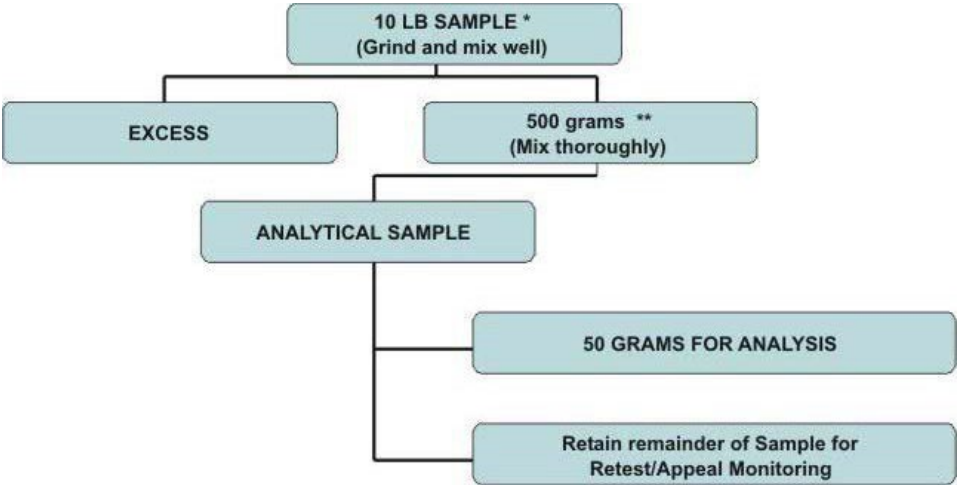 10 LB SAMPLE *
(Grind and mix well)
EXCESS
500 grams **
(Mix thoroughly)
ANALYTICAL SAMPLE
50 GRAMS FOR ANALYSIS
Retain remainder of Sample for
Retest/Appeal Monitoring